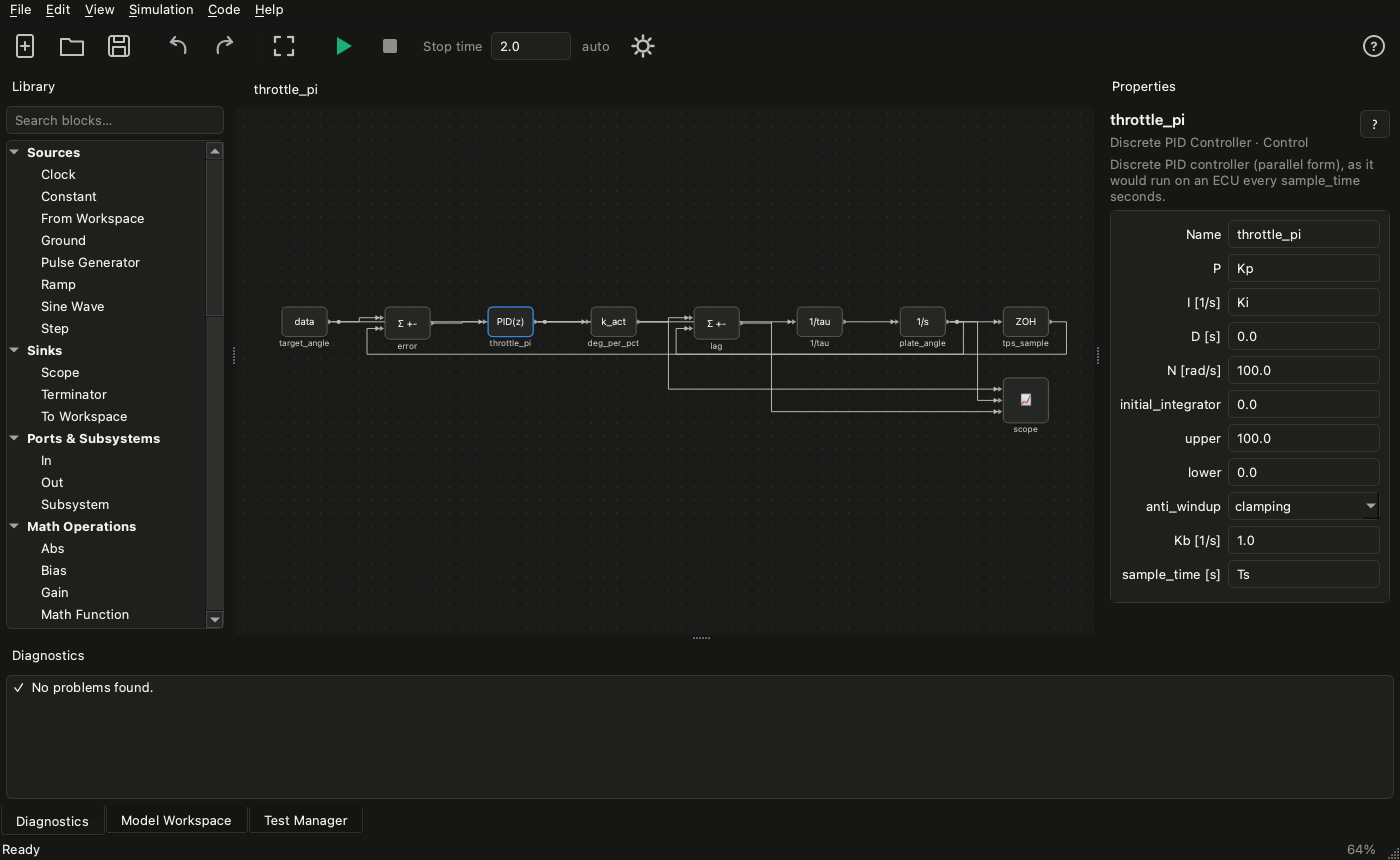 File Edit View Simulation Code Help
Stop time 2.0 auto ?
Library
throttle_pi
Properties
Search blocks...
Sources
Clock
Constant
From Workspace
Ground
Pulse Generator
Ramp
Sine Wave
Step
Sinks
Scope
Terminator
To Workspace
Ports & Subsystems
In
Out
Subsystem
Math Operations
Abs
Bias
Gain
Math Function
data Σ +- PID(z) k_act Σ +- 1/tau 1/s ZOH
target_angle error throttle_pi deg_per_pct lag 1/tau plate_angle tps_sample
scope
throttle_pi ?
Discrete PID Controller · Control
Discrete PID controller (parallel form), as it
would run on an ECU every sample_time
seconds.
Name throttle_pi
P Kp
I [1/s] Ki
D [s] 0.0
N [rad/s] 100.0
initial_integrator 0.0
upper 100.0
lower 0.0
anti_windup clamping
Kb [1/s] 1.0
sample_time [s] Ts
Diagnostics
✓ No problems found.
Diagnostics Model Workspace Test Manager
Ready 64%